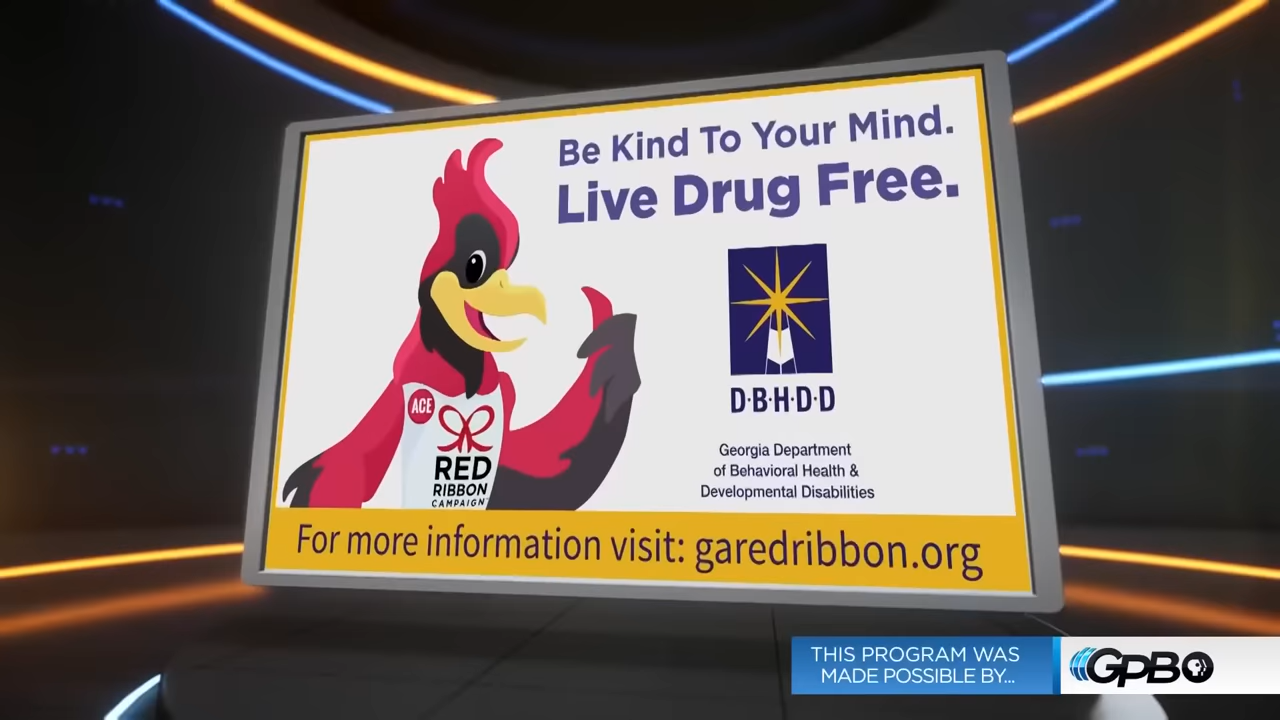 Be Kind To Your Mind.
Live Drug Free.
ACE
RED
RIBBON
CAMPAIGN
D·B·H·D·D
Georgia Department
of Behavioral Health &
Developmental Disabilities
For more information visit: garedribbon.org
THIS PROGRAM WAS
MADE POSSIBLE BY...
GPB